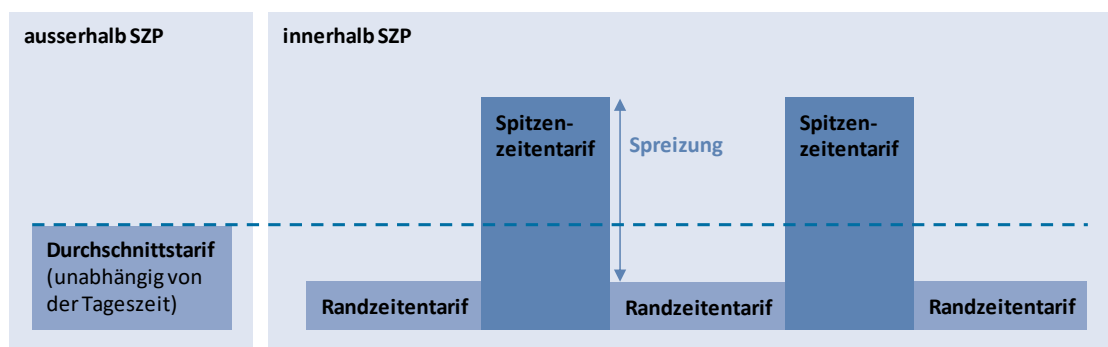 ausserhalb SZP
innerhalb SZP
Spitzen-
zeitentarif
Spreizung
Spitzen-
zeitentarif
Durchschnittstarif
(unabhängig von
der Tageszeit)
Randzeitentarif
Randzeitentarif
Randzeitentarif